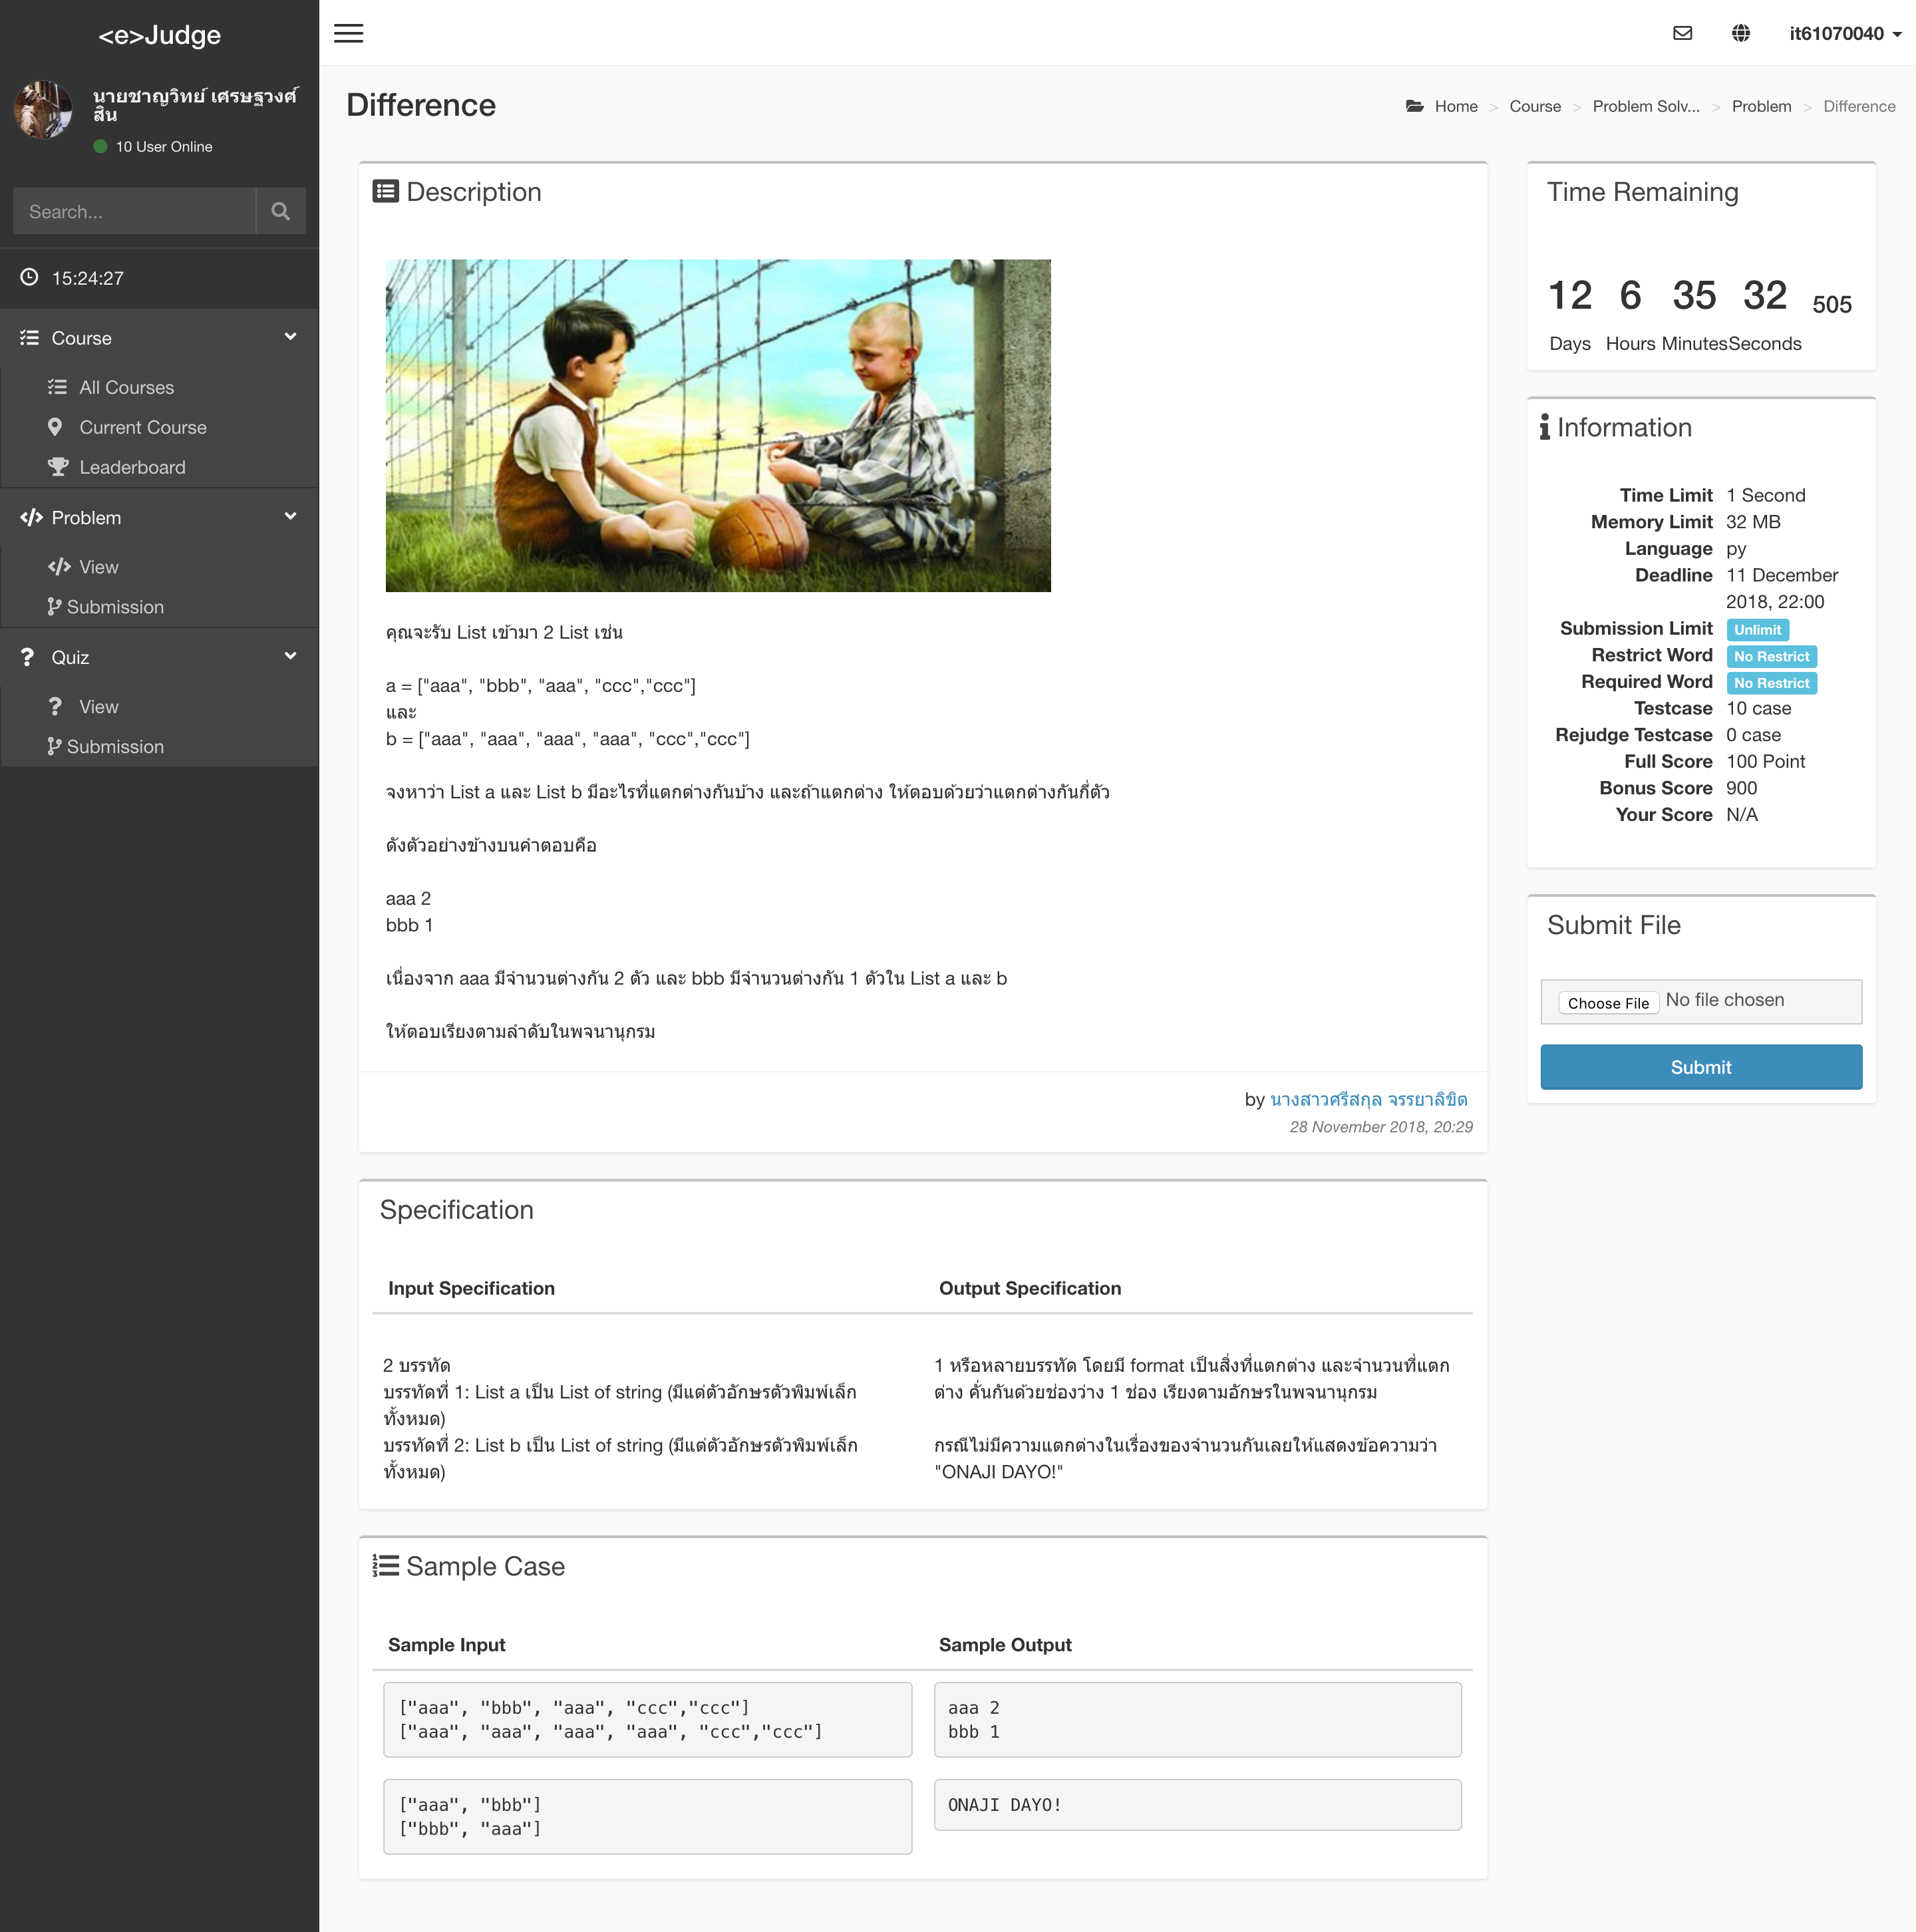 <e>Judge
นายชาญวิทย์ เศรษฐวงศ์
สิน
10 User Online
Search...
15:24:27
Course
All Courses
Current Course
Leaderboard
Problem
View
Submission
Quiz
View
Submission
it61070040
Difference
Home > Course > Problem Solv... > Problem > Difference
Description
คุณจะรับ List เข้ามา 2 List เช่น
a = ["aaa", "bbb", "aaa", "ccc","ccc"]
และ
b = ["aaa", "aaa", "aaa", "aaa", "ccc","ccc"]
จงหาว่า List a และ List b มีอะไรที่แตกต่างกันบ้าง และถ้าแตกต่าง ให้ตอบด้วยว่าแตกต่างกันกี่ตัว
ดังตัวอย่างข้างบนคำตอบคือ
aaa 2
bbb 1
เนื่องจาก aaa มีจำนวนต่างกัน 2 ตัว และ bbb มีจำนวนต่างกัน 1 ตัวใน List a และ b
ให้ตอบเรียงตามลำดับในพจนานุกรม
by นางสาวศรีสกุล จรรยาลิขิต
28 November 2018, 20:29
Specification
Input Specification
Output Specification
2 บรรทัด
บรรทัดที่ 1: List a เป็น List of string (มีแต่ตัวอักษรตัวพิมพ์เล็ก
ทั้งหมด)
บรรทัดที่ 2: List b เป็น List of string (มีแต่ตัวอักษรตัวพิมพ์เล็ก
ทั้งหมด)
1 หรือหลายบรรทัด โดยมี format เป็นสิ่งที่แตกต่าง และจำนวนที่แตก
ต่าง คั่นกันด้วยช่องว่าง 1 ช่อง เรียงตามอักษรในพจนานุกรม
กรณีไม่มีความแตกต่างในเรื่องของจำนวนกันเลยให้แสดงข้อความว่า
"ONAJI DAYO!"
Sample Case
Sample Input
Sample Output
["aaa", "bbb", "aaa", "ccc","ccc"]
["aaa", "aaa", "aaa", "aaa", "ccc","ccc"]
aaa 2
bbb 1
["aaa", "bbb"]
["bbb", "aaa"]
ONAJI DAYO!
Time Remaining
12 6 35 32 505
Days Hours Minutes Seconds
Information
Time Limit 1 Second
Memory Limit 32 MB
Language py
Deadline 11 December
2018, 22:00
Submission Limit Unlimit
Restrict Word No Restrict
Required Word No Restrict
Testcase 10 case
Rejudge Testcase 0 case
Full Score 100 Point
Bonus Score 900
Your Score N/A
Submit File
Choose File No file chosen
Submit